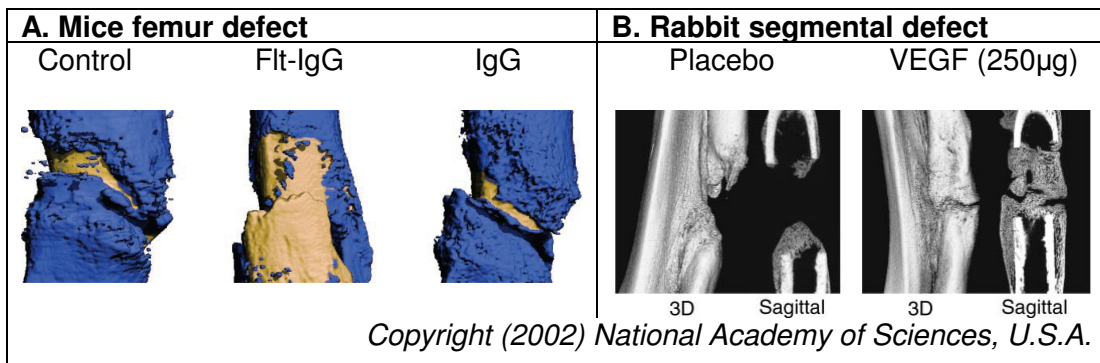 A. Mice femur defect
B. Rabbit segmental defect
Control Flt-IgG IgG
Placebo VEGF (250µg)
3D Sagittal 3D Sagittal
Copyright (2002) National Academy of Sciences, U.S.A.